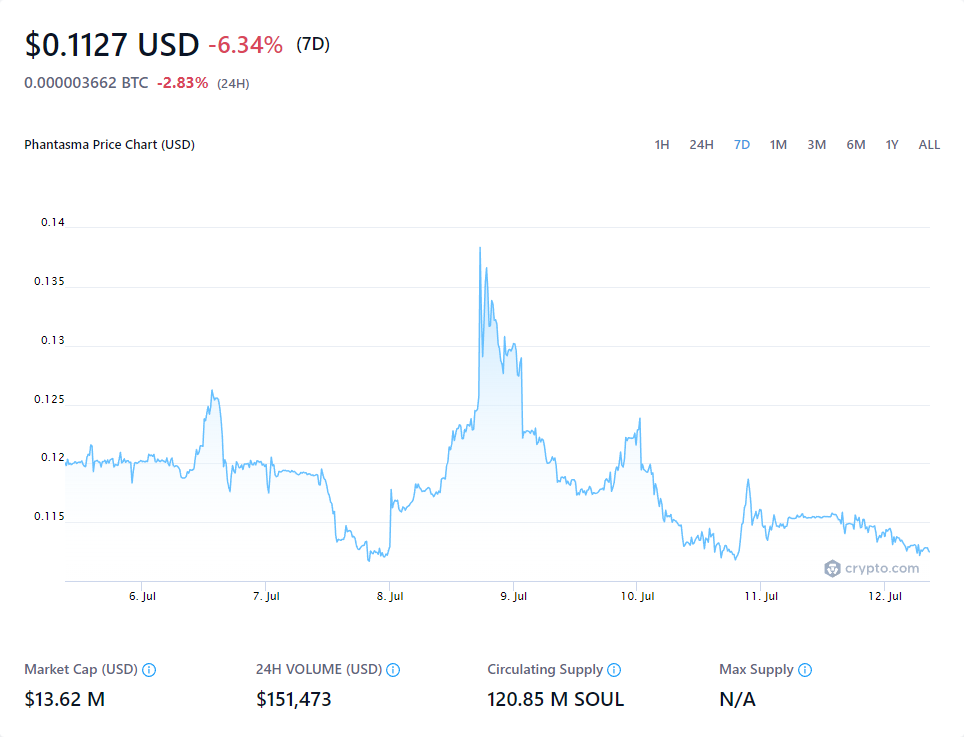 $0.1127 USD -6.34% (7D)
0.000003662 BTC -2.83% (24H)
Phantasma Price Chart (USD)
1H 24H 7D 1M 3M 6M 1Y ALL
0.14
0.135
0.13
0.125
0.12
0.115
crypto.com
6. Jul 7. Jul 8. Jul 9. Jul 10. Jul 11. Jul 12. Jul
Market Cap (USD) 24H VOLUME (USD) Circulating Supply Max Supply
$13.62 M $151,473 120.85 M SOUL N/A